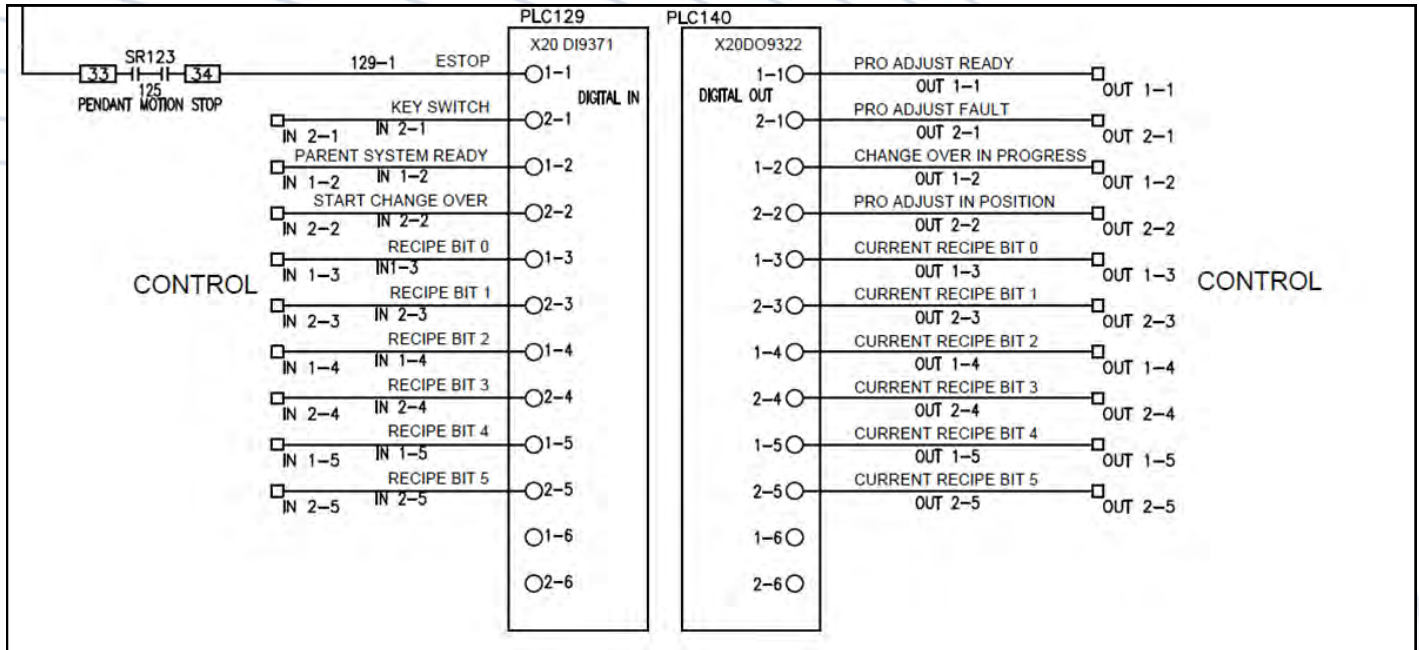 PLC129
PLC140
X20 DI9371
X20DO9322
DIGITAL IN
DIGITAL OUT
SR123
33
34
125
PENDANT MOTION STOP
129-1 ESTOP
1-1
KEY SWITCH
IN 2-1
IN 2-1
2-1
PARENT SYSTEM READY
IN 1-2
IN 1-2
1-2
START CHANGE OVER
IN 2-2
IN 2-2
2-2
RECIPE BIT 0
IN 1-3
IN1-3
1-3
CONTROL
RECIPE BIT 1
IN 2-3
IN 2-3
2-3
RECIPE BIT 2
IN 1-4
IN 1-4
1-4
RECIPE BIT 3
IN 2-4
IN 2-4
2-4
RECIPE BIT 4
IN 1-5
IN 1-5
1-5
RECIPE BIT 5
IN 2-5
IN 2-5
2-5
1-6
2-6
1-1
PRO ADJUST READY
OUT 1-1
OUT 1-1
2-1
PRO ADJUST FAULT
OUT 2-1
OUT 2-1
1-2
CHANGE OVER IN PROGRESS
OUT 1-2
OUT 1-2
2-2
PRO ADJUST IN POSITION
OUT 2-2
OUT 2-2
1-3
CURRENT RECIPE BIT 0
OUT 1-3
OUT 1-3
CONTROL
2-3
CURRENT RECIPE BIT 1
OUT 2-3
OUT 2-3
1-4
CURRENT RECIPE BIT 2
OUT 1-4
OUT 1-4
2-4
CURRENT RECIPE BIT 3
OUT 2-4
OUT 2-4
1-5
CURRENT RECIPE BIT 4
OUT 1-5
OUT 1-5
2-5
CURRENT RECIPE BIT 5
OUT 2-5
OUT 2-5
1-6
2-6